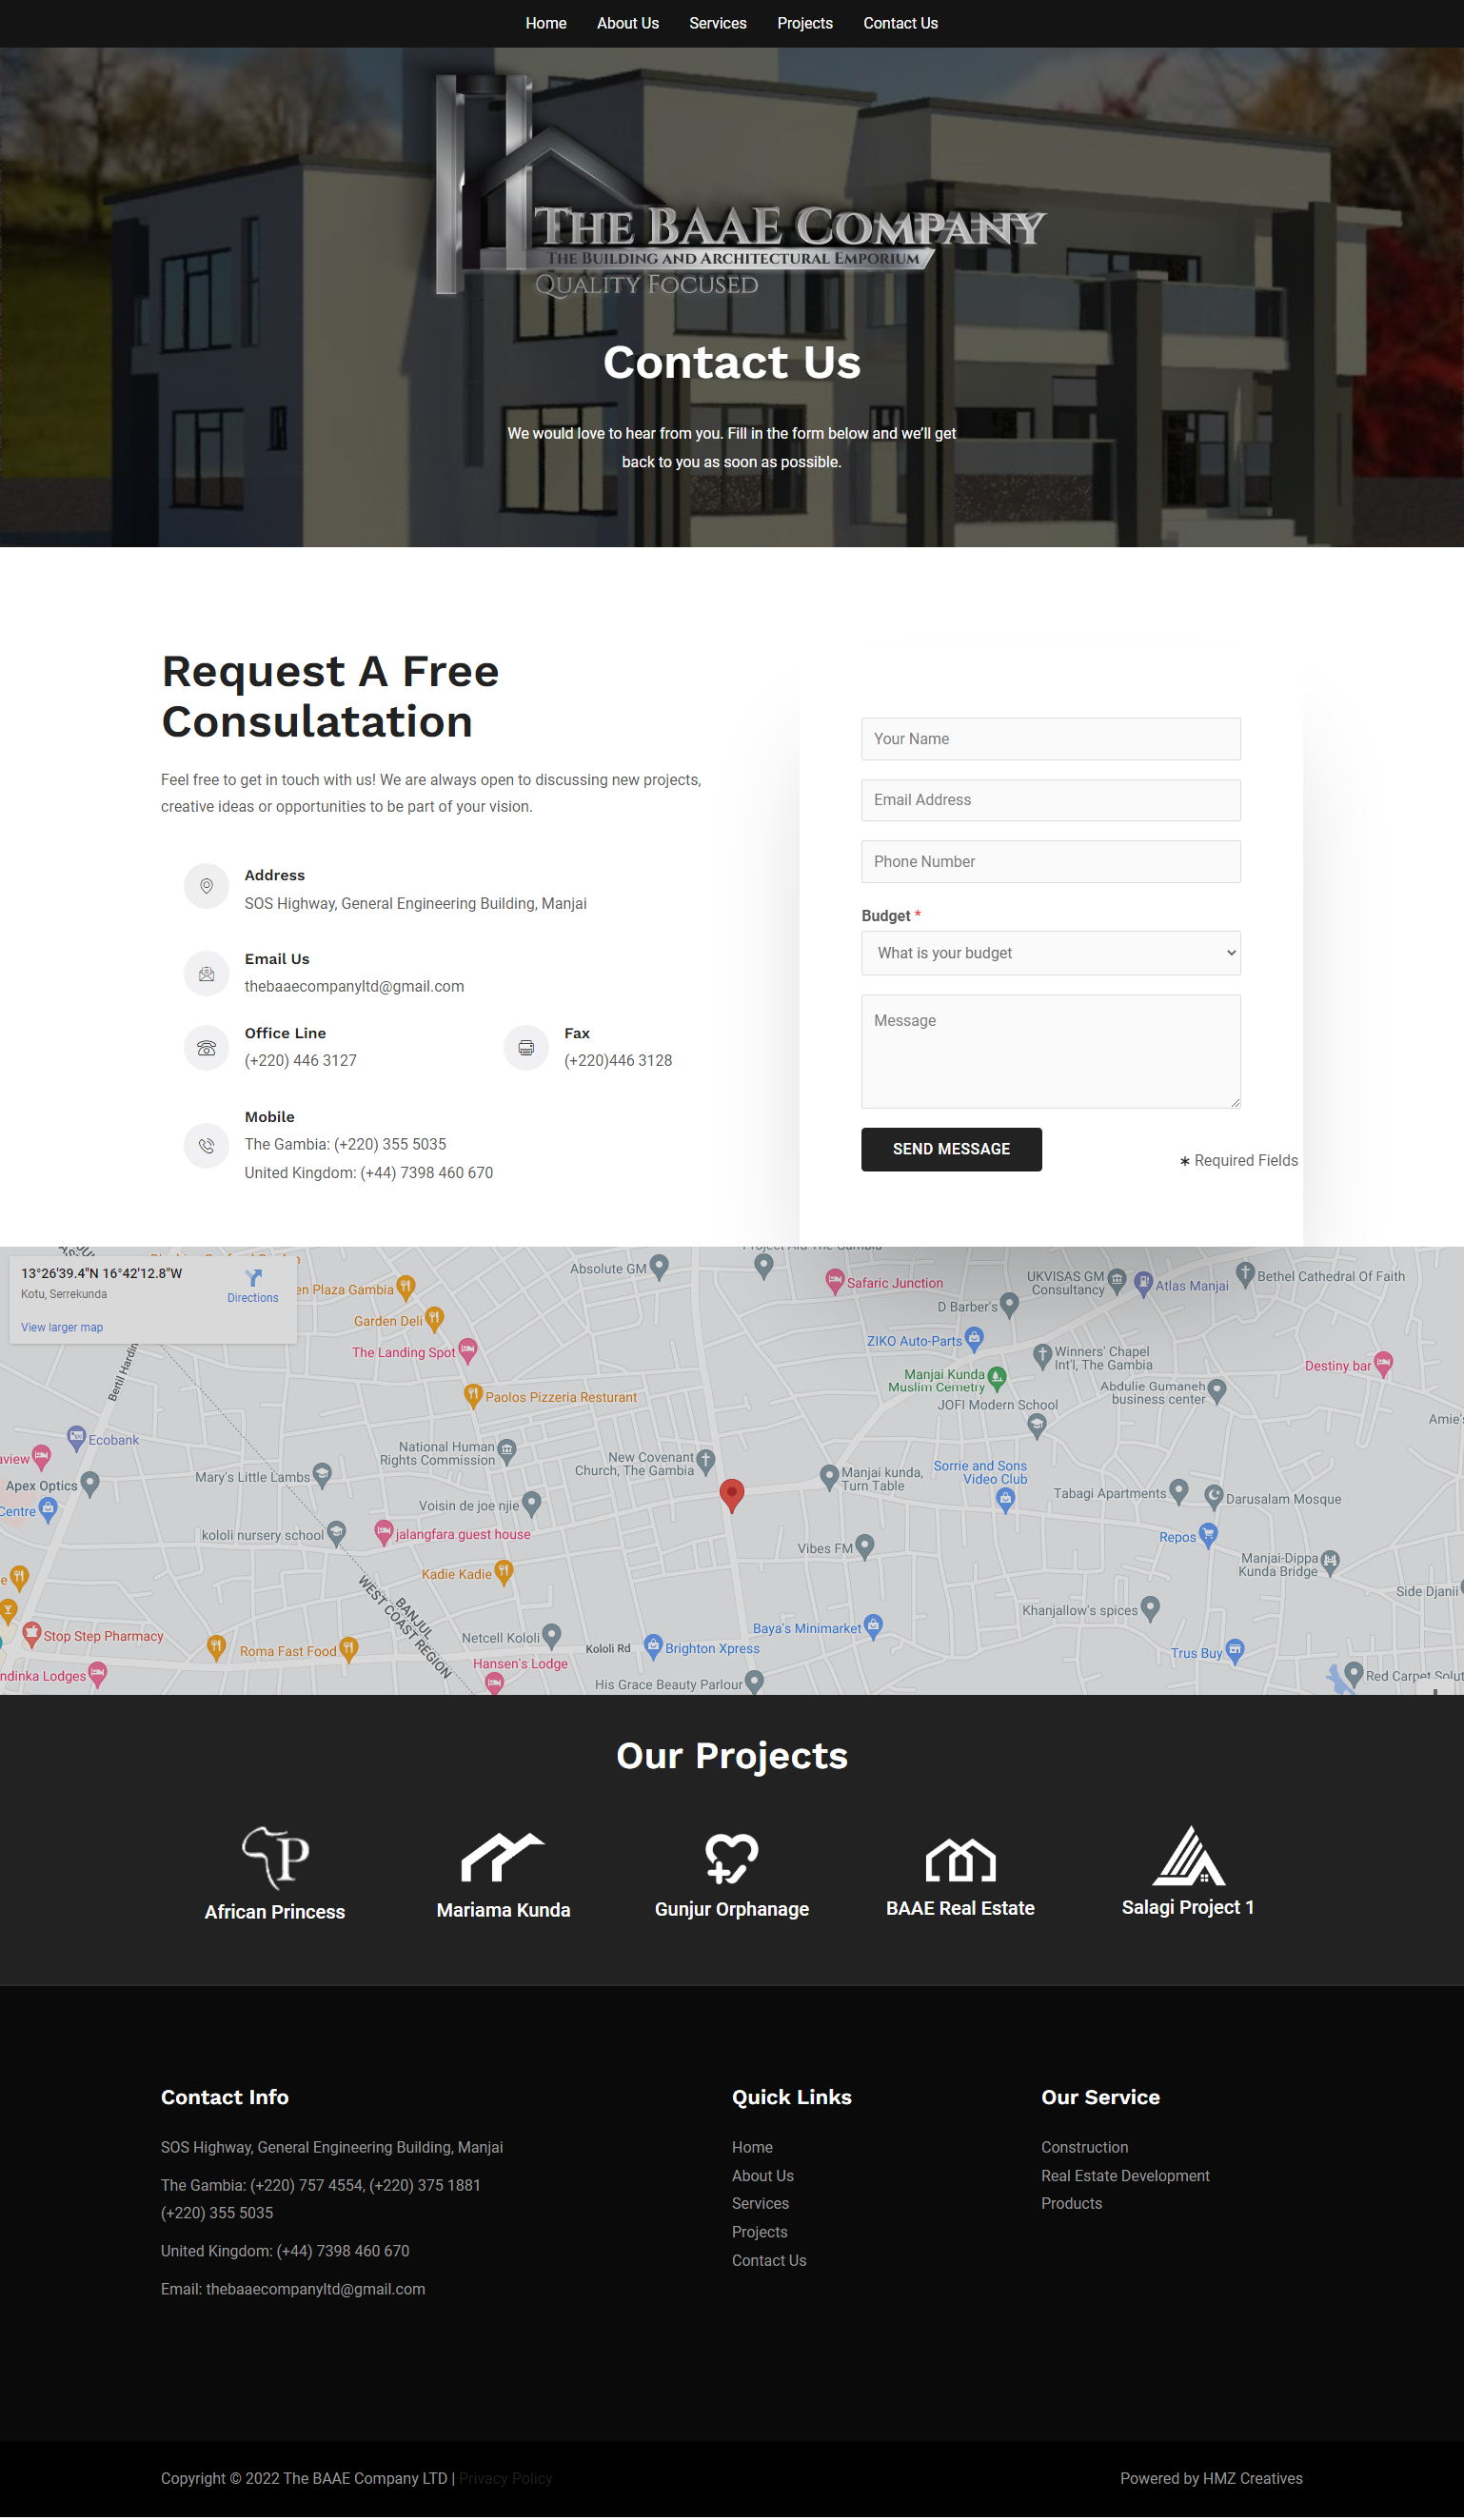 Home About Us Services Projects Contact Us
THE BAAE COMPANY
THE BUILDING AND ARCHITECTURAL EMPORIUM
QUALITY FOCUSED
Contact Us
We would love to hear from you. Fill in the form below and we'll get
back to you as soon as possible.
Request A Free
Consulatation
Feel free to get in touch with us! We are always open to discussing new projects,
creative ideas or opportunities to be part of your vision.
Address
SOS Highway, General Engineering Building, Manjai
Email Us
thebaaecompanyltd@gmail.com
Office Line
(+220) 446 3127
Fax
(+220)446 3128
Mobile
The Gambia: (+220) 355 5035
United Kingdom: (+44) 7398 460 670
Your Name
Email Address
Phone Number
Budget *
What is your budget
Message
SEND MESSAGE
* Required Fields
13°26'39.4"N 16°42'12.8"W
Kotu, Serrekunda
Directions
View larger map
Project Aid The Gambia
Absolute GM
Safaric Junction
UKVISAS GM
Consultancy
Atlas Manjai
Bethel Cathedral Of Faith
en Plaza Gambia
Garden Deli
D Barber's
ZIKO Auto-Parts
The Landing Spot
Winners' Chapel
Int'l, The Gambia
Destiny bar
Bertil Hardin
Manjai Kunda
Muslim Cemetry
Abdulie Gumaneh
business center
Paolos Pizzeria Resturant
JOFI Modern School
Amie's
Ecobank
National Human
Rights Commission
New Covenant
Church, The Gambia
aview
Apex Optics
Mary's Little Lambs
Manjai kunda,
Turn Table
Sorrie and Sons
Video Club
Tabagi Apartments
Darusalam Mosque
Centre
Voisin de joe njie
kololi nursery school
jalangfara guest house
Repos
Vibes FM
Manjai-Dippa
Kunda Bridge
Kadie Kadie
e
Side Djanii
BANJUL
WEST COAST REGION
Khanjallow's spices
Baya's Minimarket
Stop Step Pharmacy
Roma Fast Food
Netcell Kololi
Kololi Rd
Brighton Xpress
Trus Buy
Hansen's Lodge
ndinka Lodges
His Grace Beauty Parlour
Red Carpet Solut
Our Projects
P
African Princess
Mariama Kunda
Gunjur Orphanage
BAAE Real Estate
Salagi Project 1
Contact Info
SOS Highway, General Engineering Building, Manjai
The Gambia: (+220) 757 4554, (+220) 375 1881
(+220) 355 5035
United Kingdom: (+44) 7398 460 670
Email: thebaaecompanyltd@gmail.com
Quick Links
Home
About Us
Services
Projects
Contact Us
Our Service
Construction
Real Estate Development
Products
Copyright © 2022 The BAAE Company LTD | Privacy Policy
Powered by HMZ Creatives